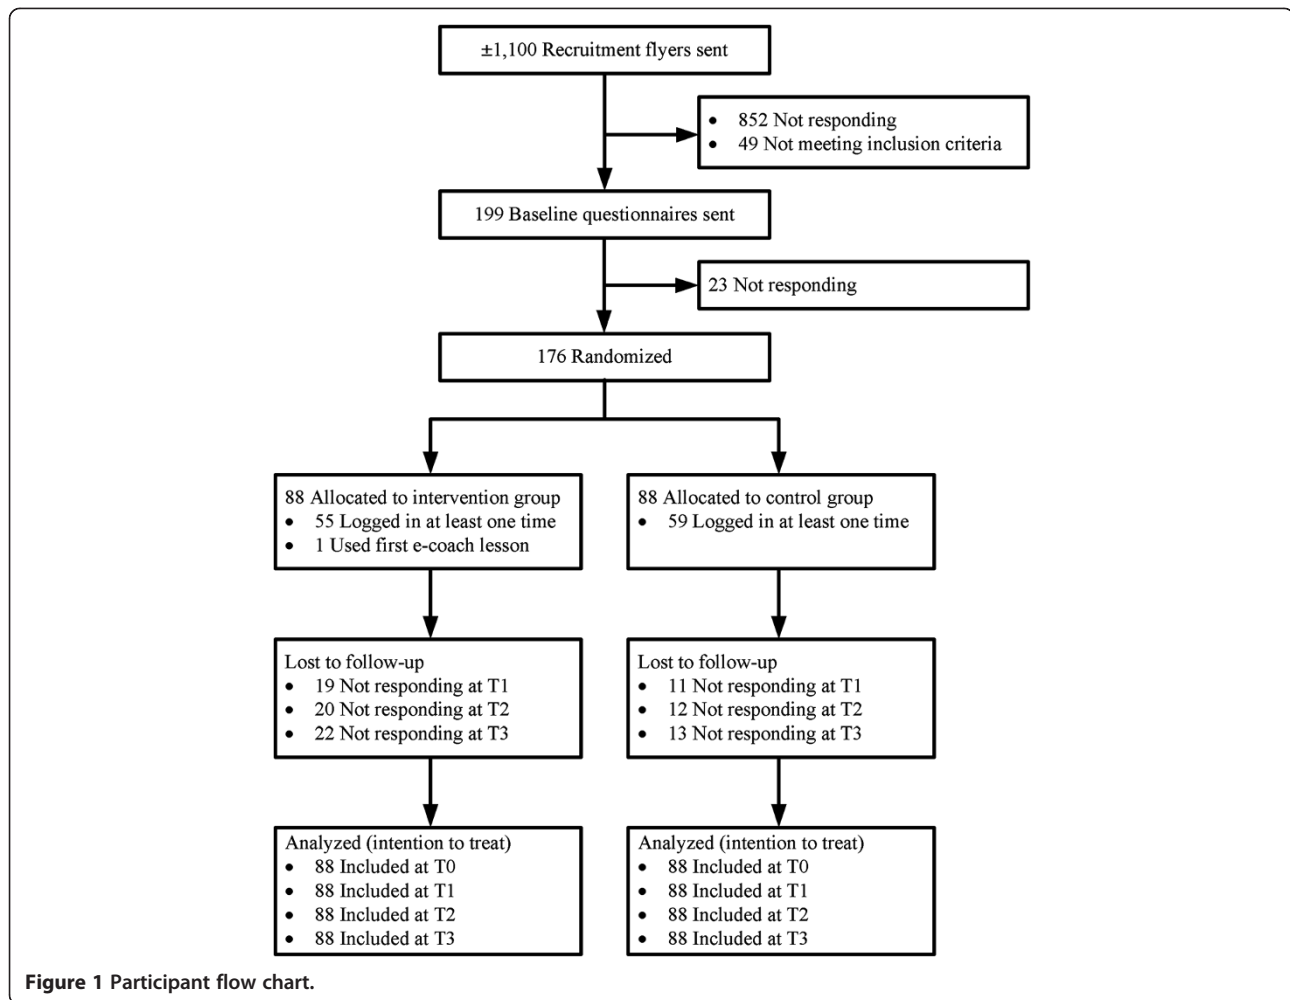 ±1,100 Recruitment flyers sent
• 852 Not responding
• 49 Not meeting inclusion criteria
199 Baseline questionnaires sent
23 Not responding
176 Randomized
88 Allocated to intervention group
• 55 Logged in at least one time
• 1 Used first e-coach lesson
88 Allocated to control group
• 59 Logged in at least one time
Lost to follow-up
• 19 Not responding at T1
• 20 Not responding at T2
• 22 Not responding at T3
Lost to follow-up
• 11 Not responding at T1
• 12 Not responding at T2
• 13 Not responding at T3
Analyzed (intention to treat)
• 88 Included at T0
• 88 Included at T1
• 88 Included at T2
• 88 Included at T3
Analyzed (intention to treat)
• 88 Included at T0
• 88 Included at T1
• 88 Included at T2
• 88 Included at T3
Figure 1 Participant flow chart.